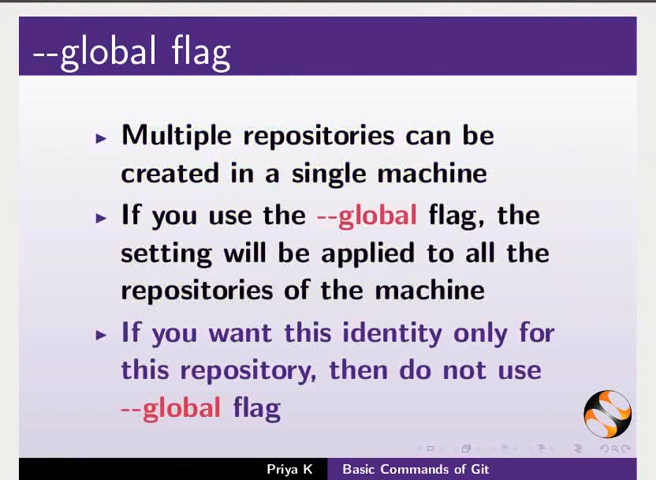 --global flag
Multiple repositories can be
created in a single machine
If you use the --global flag, the
setting will be applied to all the
repositories of the machine
If you want this identity only for
this repository, then do not use
--global flag
Priya K Basic Commands of Git